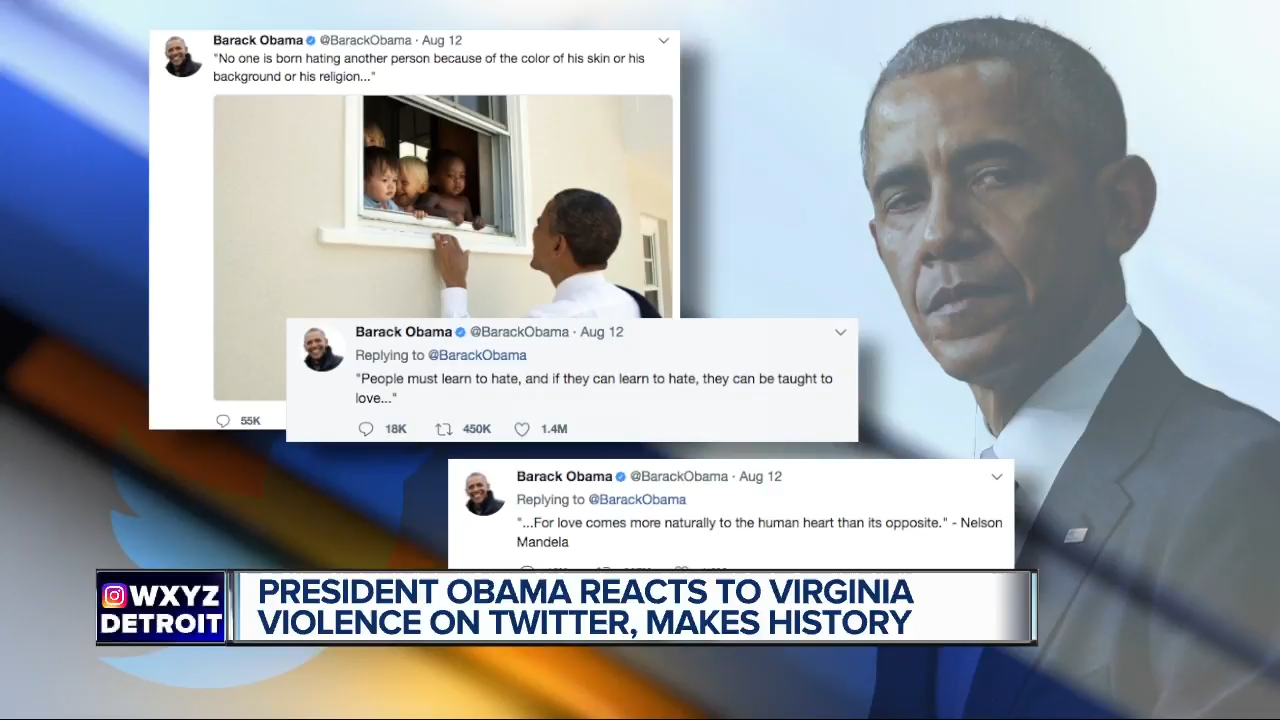 Barack Obama @BarackObama · Aug 12
"No one is born hating another person because of the color of his skin or his
background or his religion..."
55K
Barack Obama @BarackObama · Aug 12
Replying to @BarackObama
"People must learn to hate, and if they can learn to hate, they can be taught to
love..."
18K 450K 1.4M
Barack Obama @BarackObama · Aug 12
Replying to @BarackObama
"...For love comes more naturally to the human heart than its opposite." - Nelson
Mandela
WXYZ
DETROIT
PRESIDENT OBAMA REACTS TO VIRGINIA
VIOLENCE ON TWITTER, MAKES HISTORY